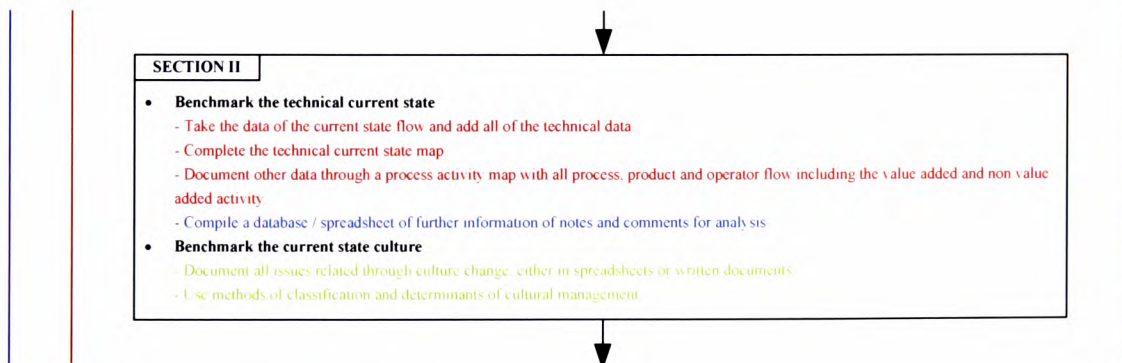 SECTION II
• Benchmark the technical current state
- Take the data of the current state flow and add all of the technical data
- Complete the technical current state map
- Document other data through a process activity map with all process, product and operator flow including the value added and non value
added activity
- Compile a database / spreadsheet of further information of notes and comments for analysis
• Benchmark the current state culture
- Document all issues related through culture change, either in spreadsheets or written documents
- Use methods of classification and determinants of cultural management